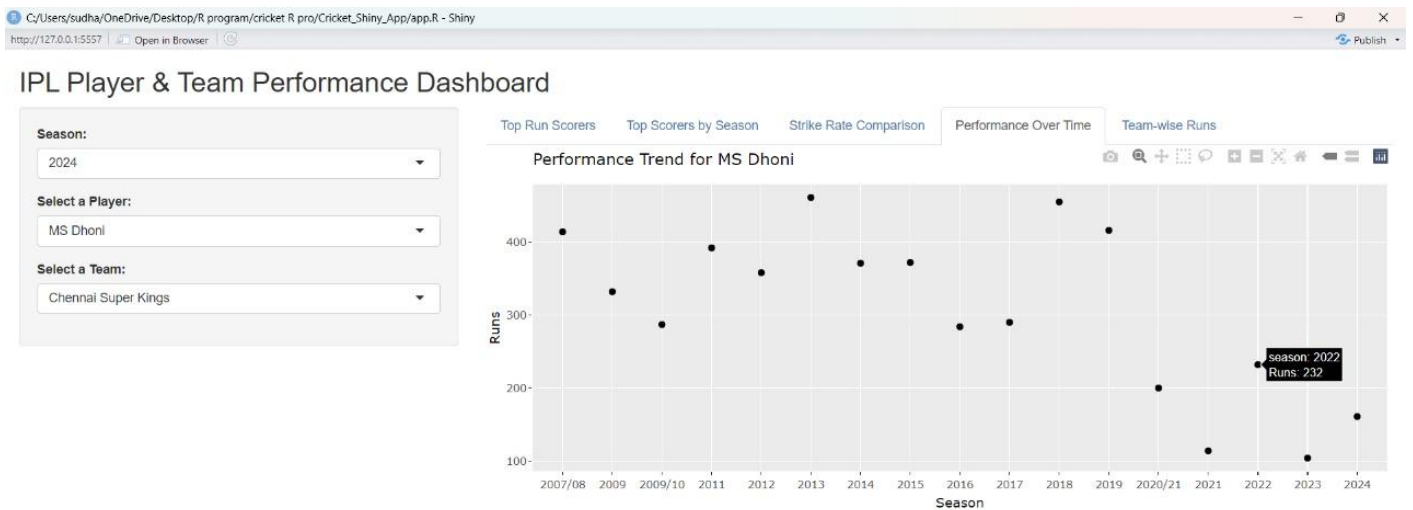 C:/Users/sudha/OneDrive/Desktop/R program/cricket R pro/Cricket_Shiny_App/app.R - Shiny
http://127.0.0.1:5557 Open in Browser Publish
IPL Player & Team Performance Dashboard
Season:
2024
Select a Player:
MS Dhoni
Select a Team:
Chennai Super Kings
Top Run Scorers Top Scorers by Season Strike Rate Comparison Performance Over Time Team-wise Runs
Performance Trend for MS Dhoni
Runs
400
300
200
100
season: 2022
Runs: 232
2007/08 2009 2009/10 2011 2012 2013 2014 2015 2016 2017 2018 2019 2020/21 2021 2022 2023 2024
Season